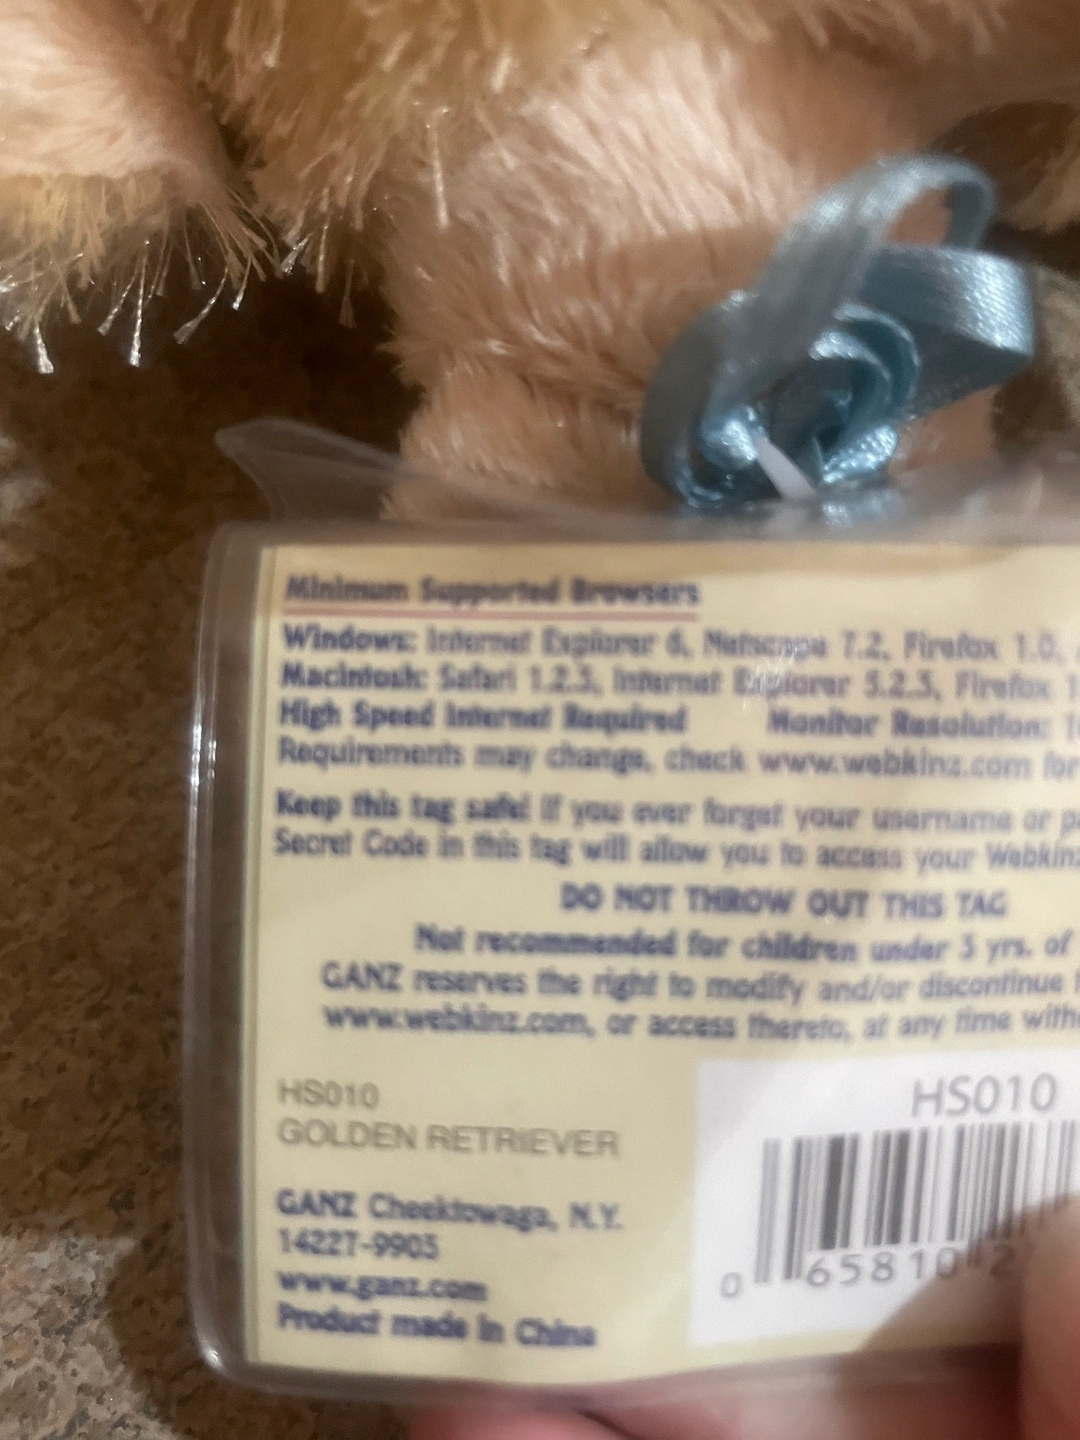 Minimum Supported Browsers
Windows: Internet Explorer 6, Netscape 7.2, Firefox 1.0,
Macintosh: Safari 1.2.3, Internet Explorer 5.2.3, Firefox 1
High Speed Internet Required Monitor Resolution: 1
Requirements may change, check www.webkinz.com for
Keep this tag safe! If you ever forget your username or
Secret Code in this tag will allow you to access your Webkinz
DO NOT THROW OUT THIS TAG
Not recommended for children under 3 yrs. of
GANZ reserves the right to modify and/or discontinue
www.webkinz.com, or access thereto, at any time
HS010
GOLDEN RETRIEVER
GANZ Cheektowaga, N.Y.
14227-9903
www.ganz.com
Product made in China
HS010
0 65810 2